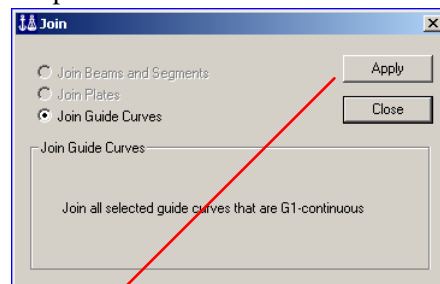 Join
Join Beams and Segments
Apply
Join Plates
Join Guide Curves
Close
Join Guide Curves
Join all selected guide curves that are G1-continuous